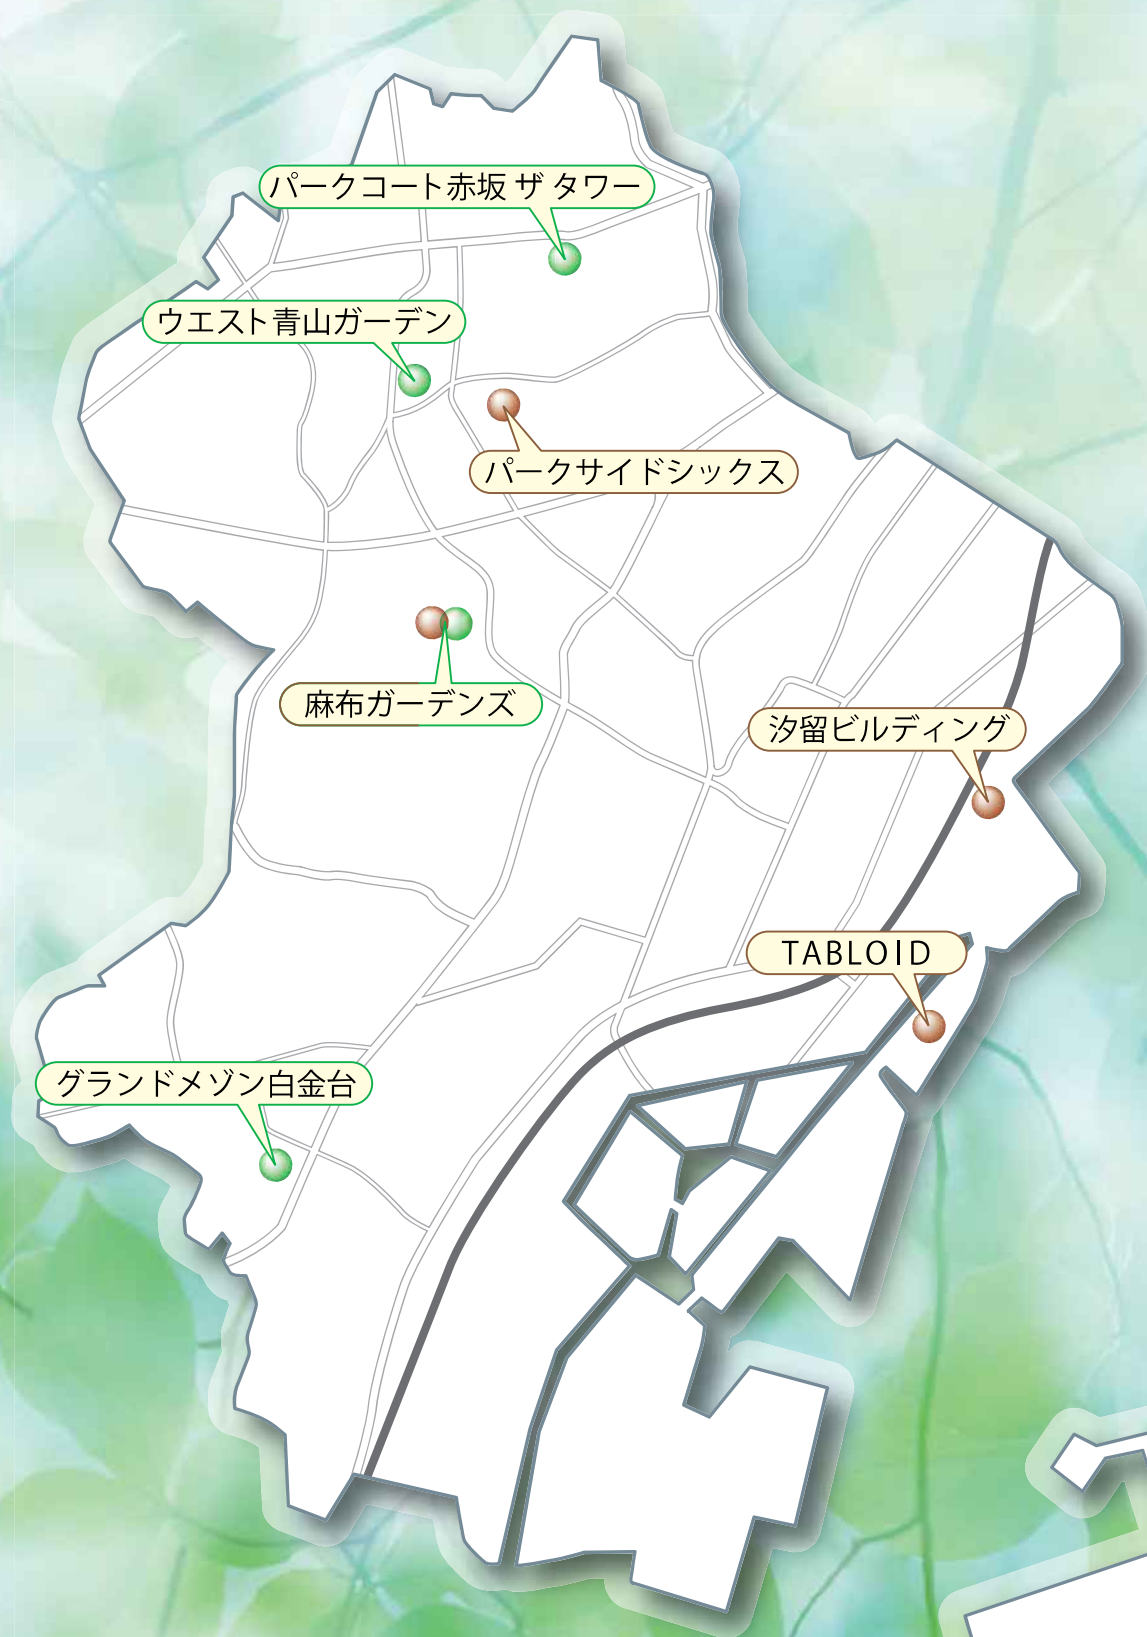 パークコート赤坂 ザ タワー
ウエスト青山ガーデン
パークサイドシックス
麻布ガーデンズ
汐留ビルディング
TABLOID
グランドメゾン白金台